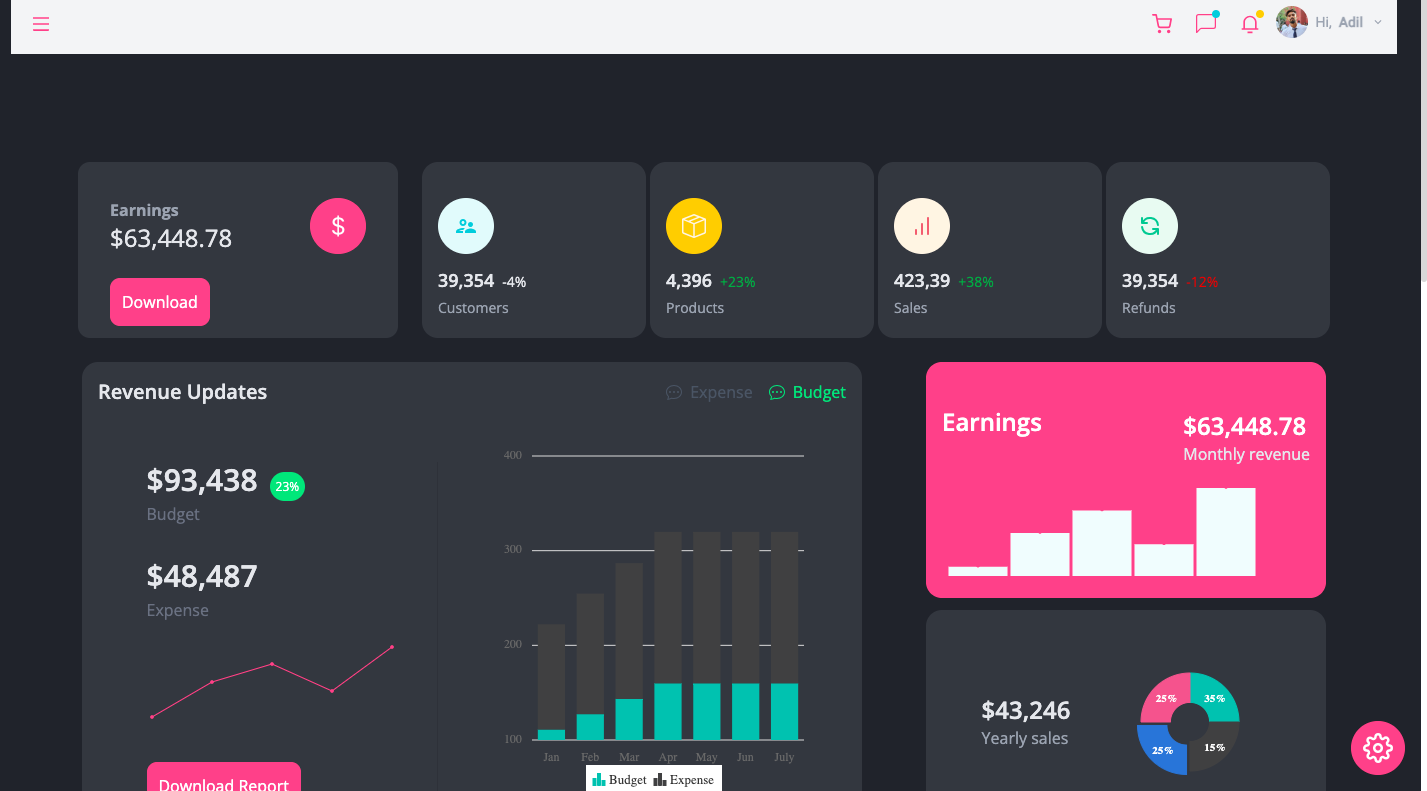 Hi, Adil
Earnings
$63,448.78
$
Download
39,354 -4%
Customers
4,396 +23%
Products
423,39 +38%
Sales
39,354 -12%
Refunds
Revenue Updates
Expense
Budget
$93,438 23%
Budget
$48,487
Expense
Download Report
400
300
200
100
Jan Feb Mar Apr May Jun July
Budget Expense
Earnings
$63,448.78
Monthly revenue
$43,246
Yearly sales
25% 35%
25% 15%